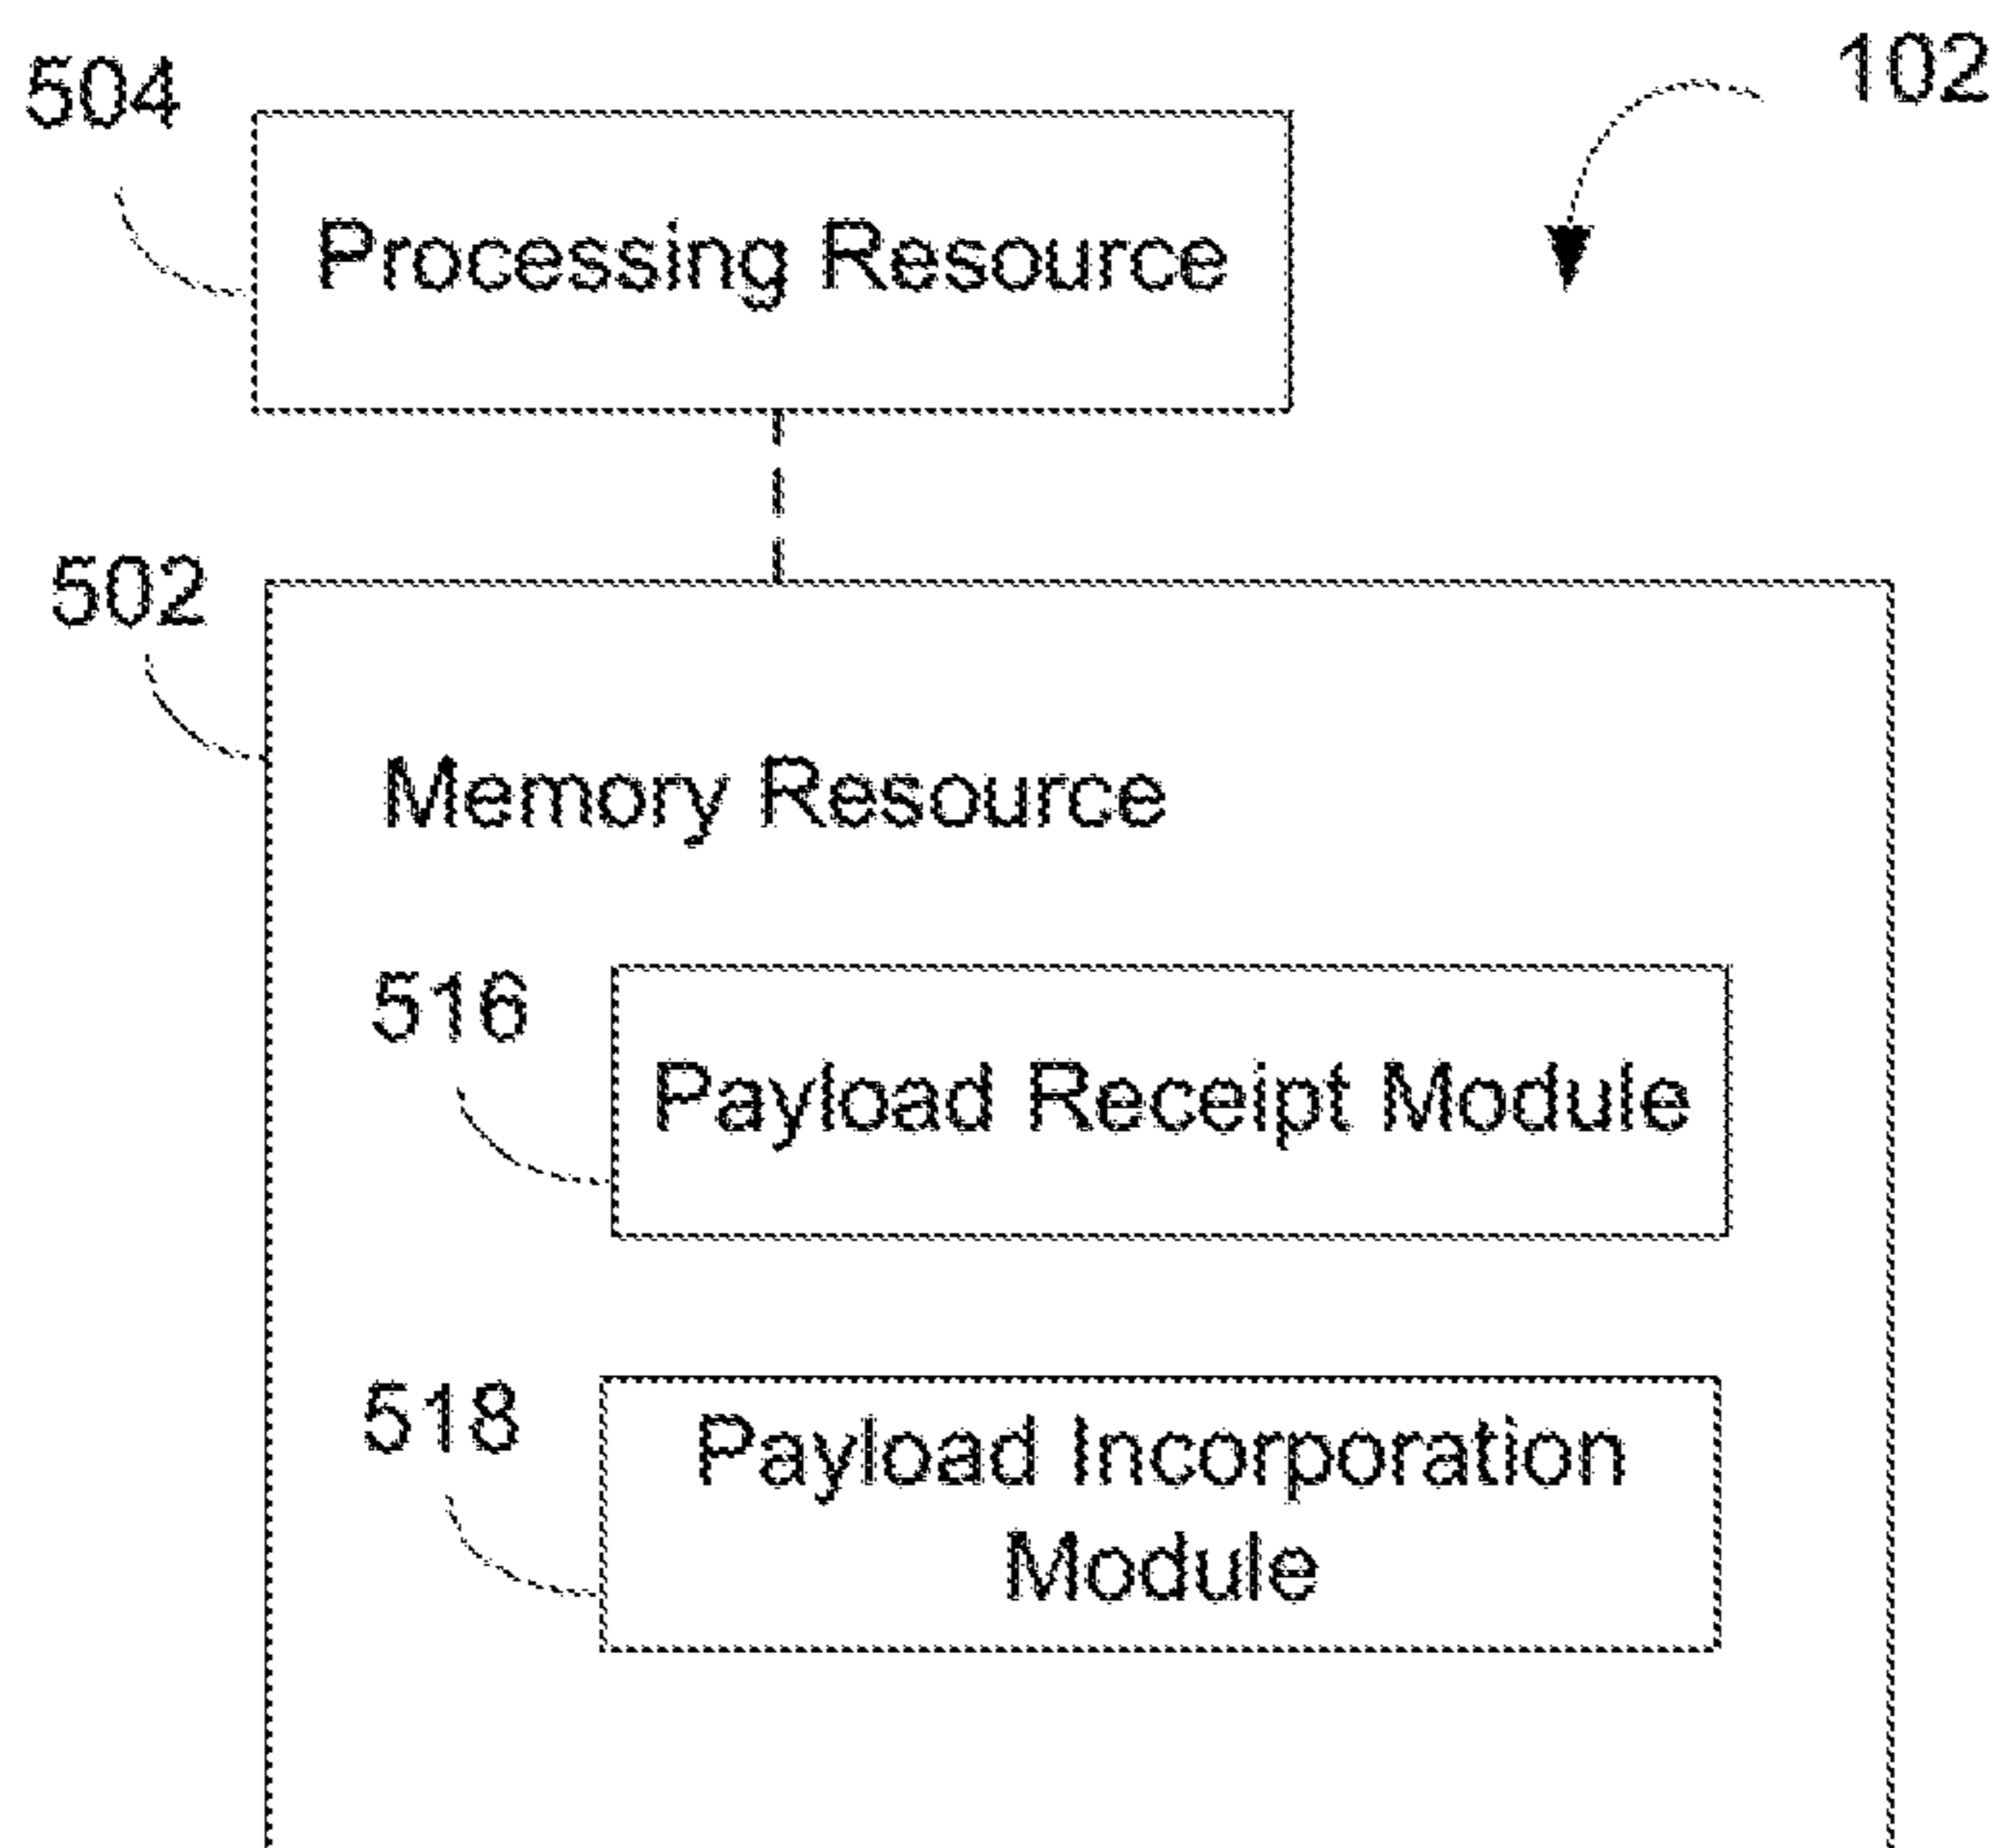 504
102
Processing Resource
502
Memory Resource
516
Payload Receipt Module
518
Payload Incorporation
Module